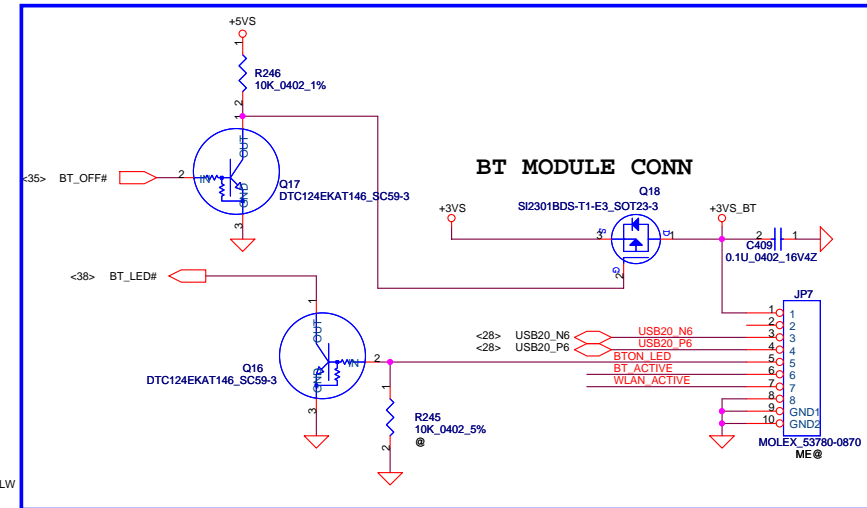 +5VS
1
R246
10K_0402_1%
2
1
OUT
<35> BT_OFF#
2
IN
GND
3
Q17
DTC124EKAT146_SC59-3
BT MODULE CONN
Q18
SI2301BDS-T1-E3_SOT23-3
+3VS
3
S
D
1
G
2
+3VS_BT
2
1
C409
0.1U_0402_16V4Z
<38> BT_LED#
1
OUT
Q16
DTC124EKAT146_SC59-3
IN
2
GND
3
1
R245
10K_0402_5%
@
2
JP7
1 1
2 2
<28> USB20_N6 USB20_N6 3 3
<28> USB20_P6 USB20_P6 4 4
BTON_LED 5 5
BT_ACTIVE 6 6
WLAN_ACTIVE 7 7
8 8
9 GND1
10 GND2
MOLEX_53780-0870
ME@
LW